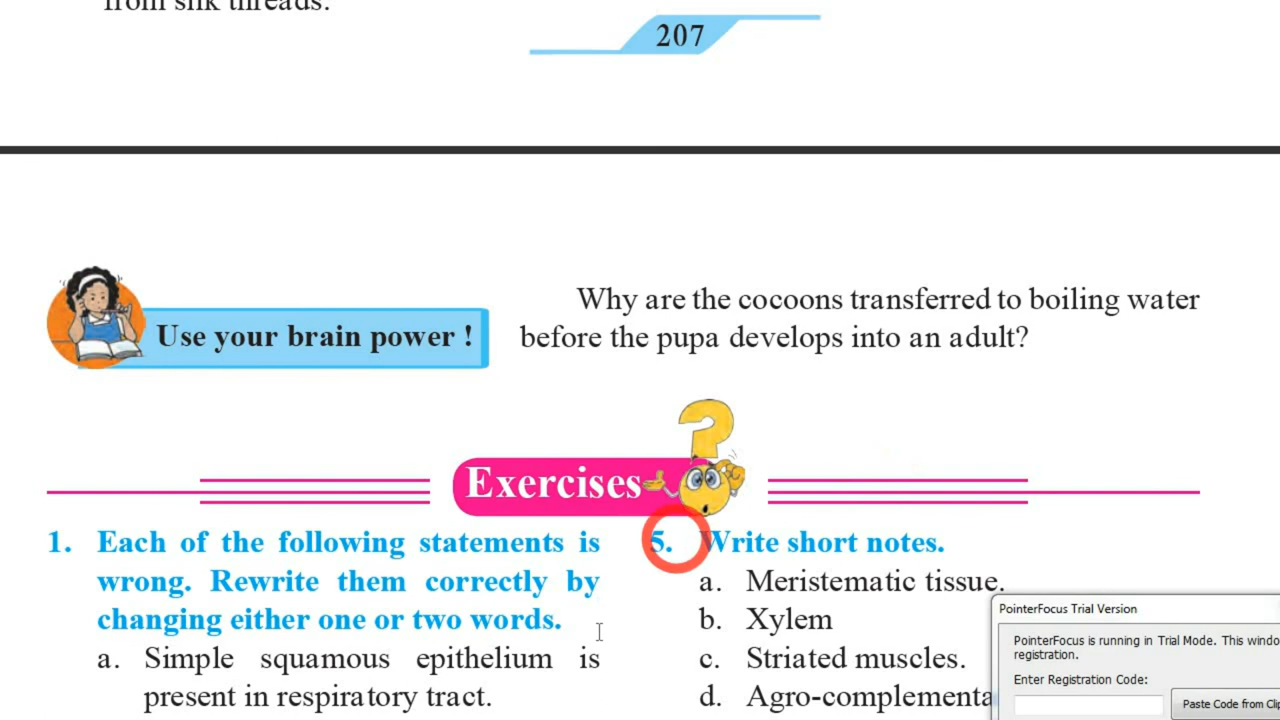 from silk threads.
207
Use your brain power !
Why are the cocoons transferred to boiling water
before the pupa develops into an adult?
Exercises
1. Each of the following statements is
wrong. Rewrite them correctly by
changing either one or two words.
a. Simple squamous epithelium is
present in respiratory tract.
5. Write short notes.
a. Meristematic tissue.
b. Xylem
c. Striated muscles.
d. Agro-complementa
PointerFocus Trial Version
PointerFocus is running in Trial Mode. This windo
registration.
Enter Registration Code:
Paste Code from Cli